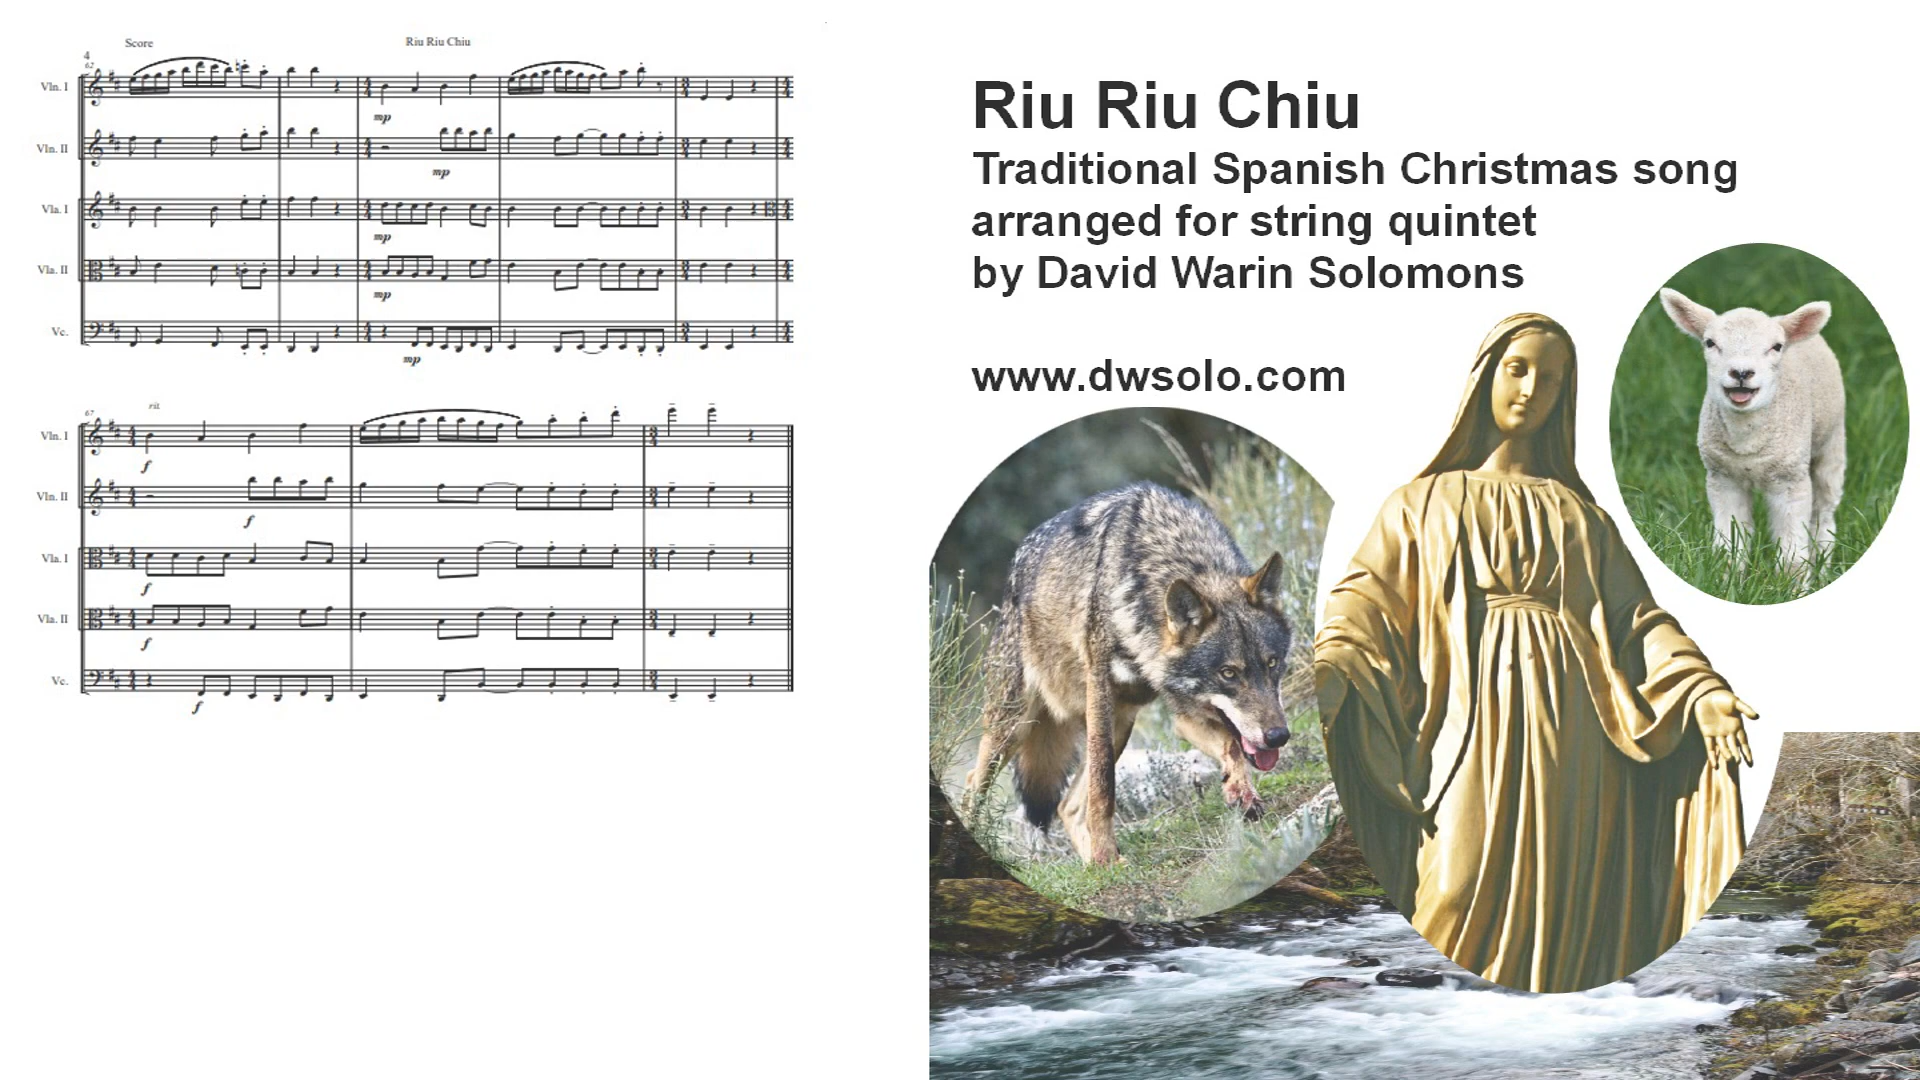 Score
Riu Riu Chiu
4
62
Vln. I
mp
Vln. II
mp
Vla. I
mp
Vla. II
mp
Vc.
mp
67
rit.
Vln. I
f
Vln. II
f
Vla. I
f
Vla. II
f
Vc.
f
Riu Riu Chiu
Traditional Spanish Christmas song
arranged for string quintet
by David Warin Solomons
www.dwsolo.com